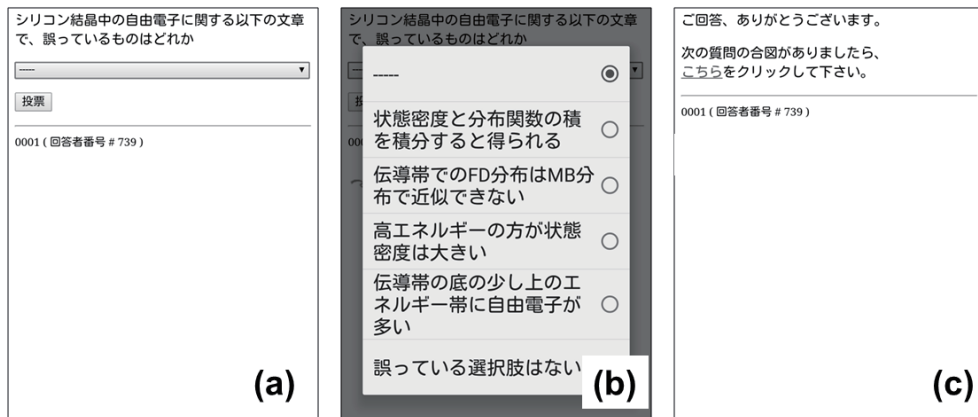 シリコン結晶中の自由電子に関する以下の文章
で、誤っているものはどれか
-----
投票
0001 ( 回答者番号 # 739 )
(a)
シリコン結晶中の自由電子に関する以下の文章
で、誤っているものはどれか
-----
状態密度と分布関数の積
を積分すると得られる
伝導帯でのFD分布はMB分
布で近似できない
高エネルギーの方が状態
密度は大きい
伝導帯の底の少し上のエ
ネルギー帯に自由電子が
多い
誤っている選択肢はない
(b)
ご回答、ありがとうございます。
次の質問の合図がありましたら、
こちらをクリックして下さい。
0001 ( 回答者番号 # 739 )
(c)